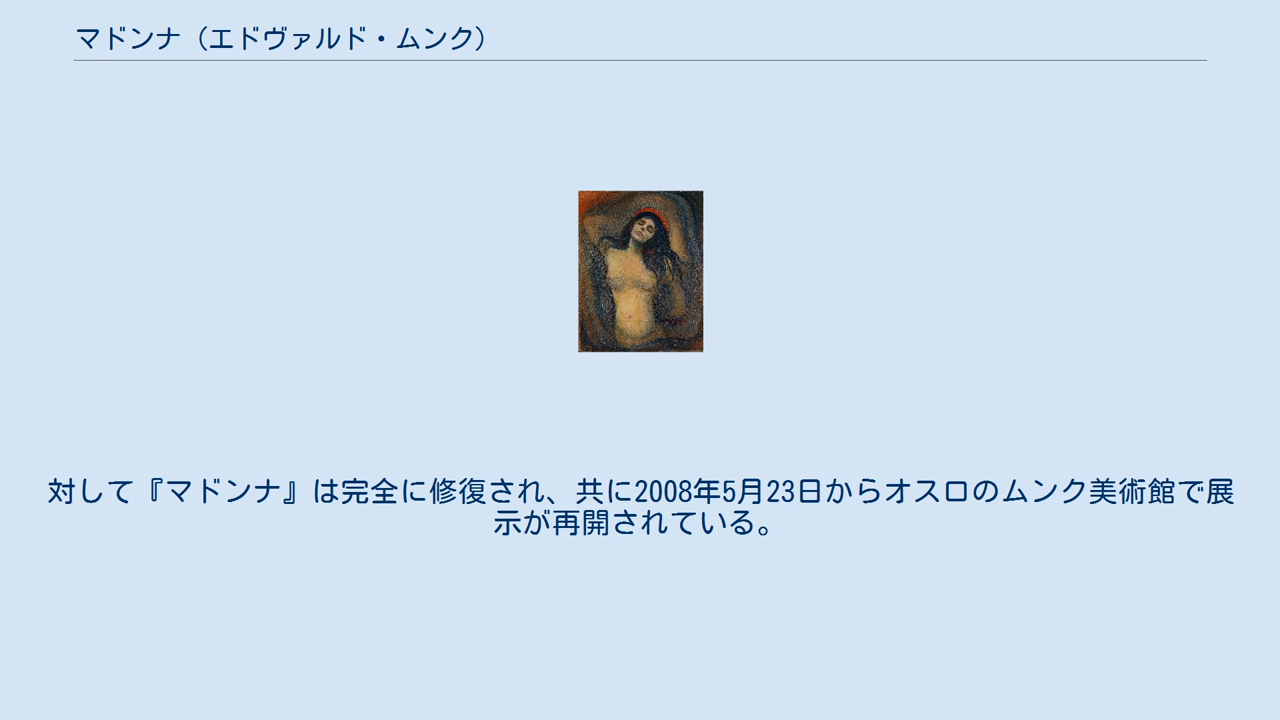 マドンナ（エドヴァルド・ムンク）
対して『マドンナ』は完全に修復され、共に2008年5月23日からオスロのムンク美術館で展
示が再開されている。